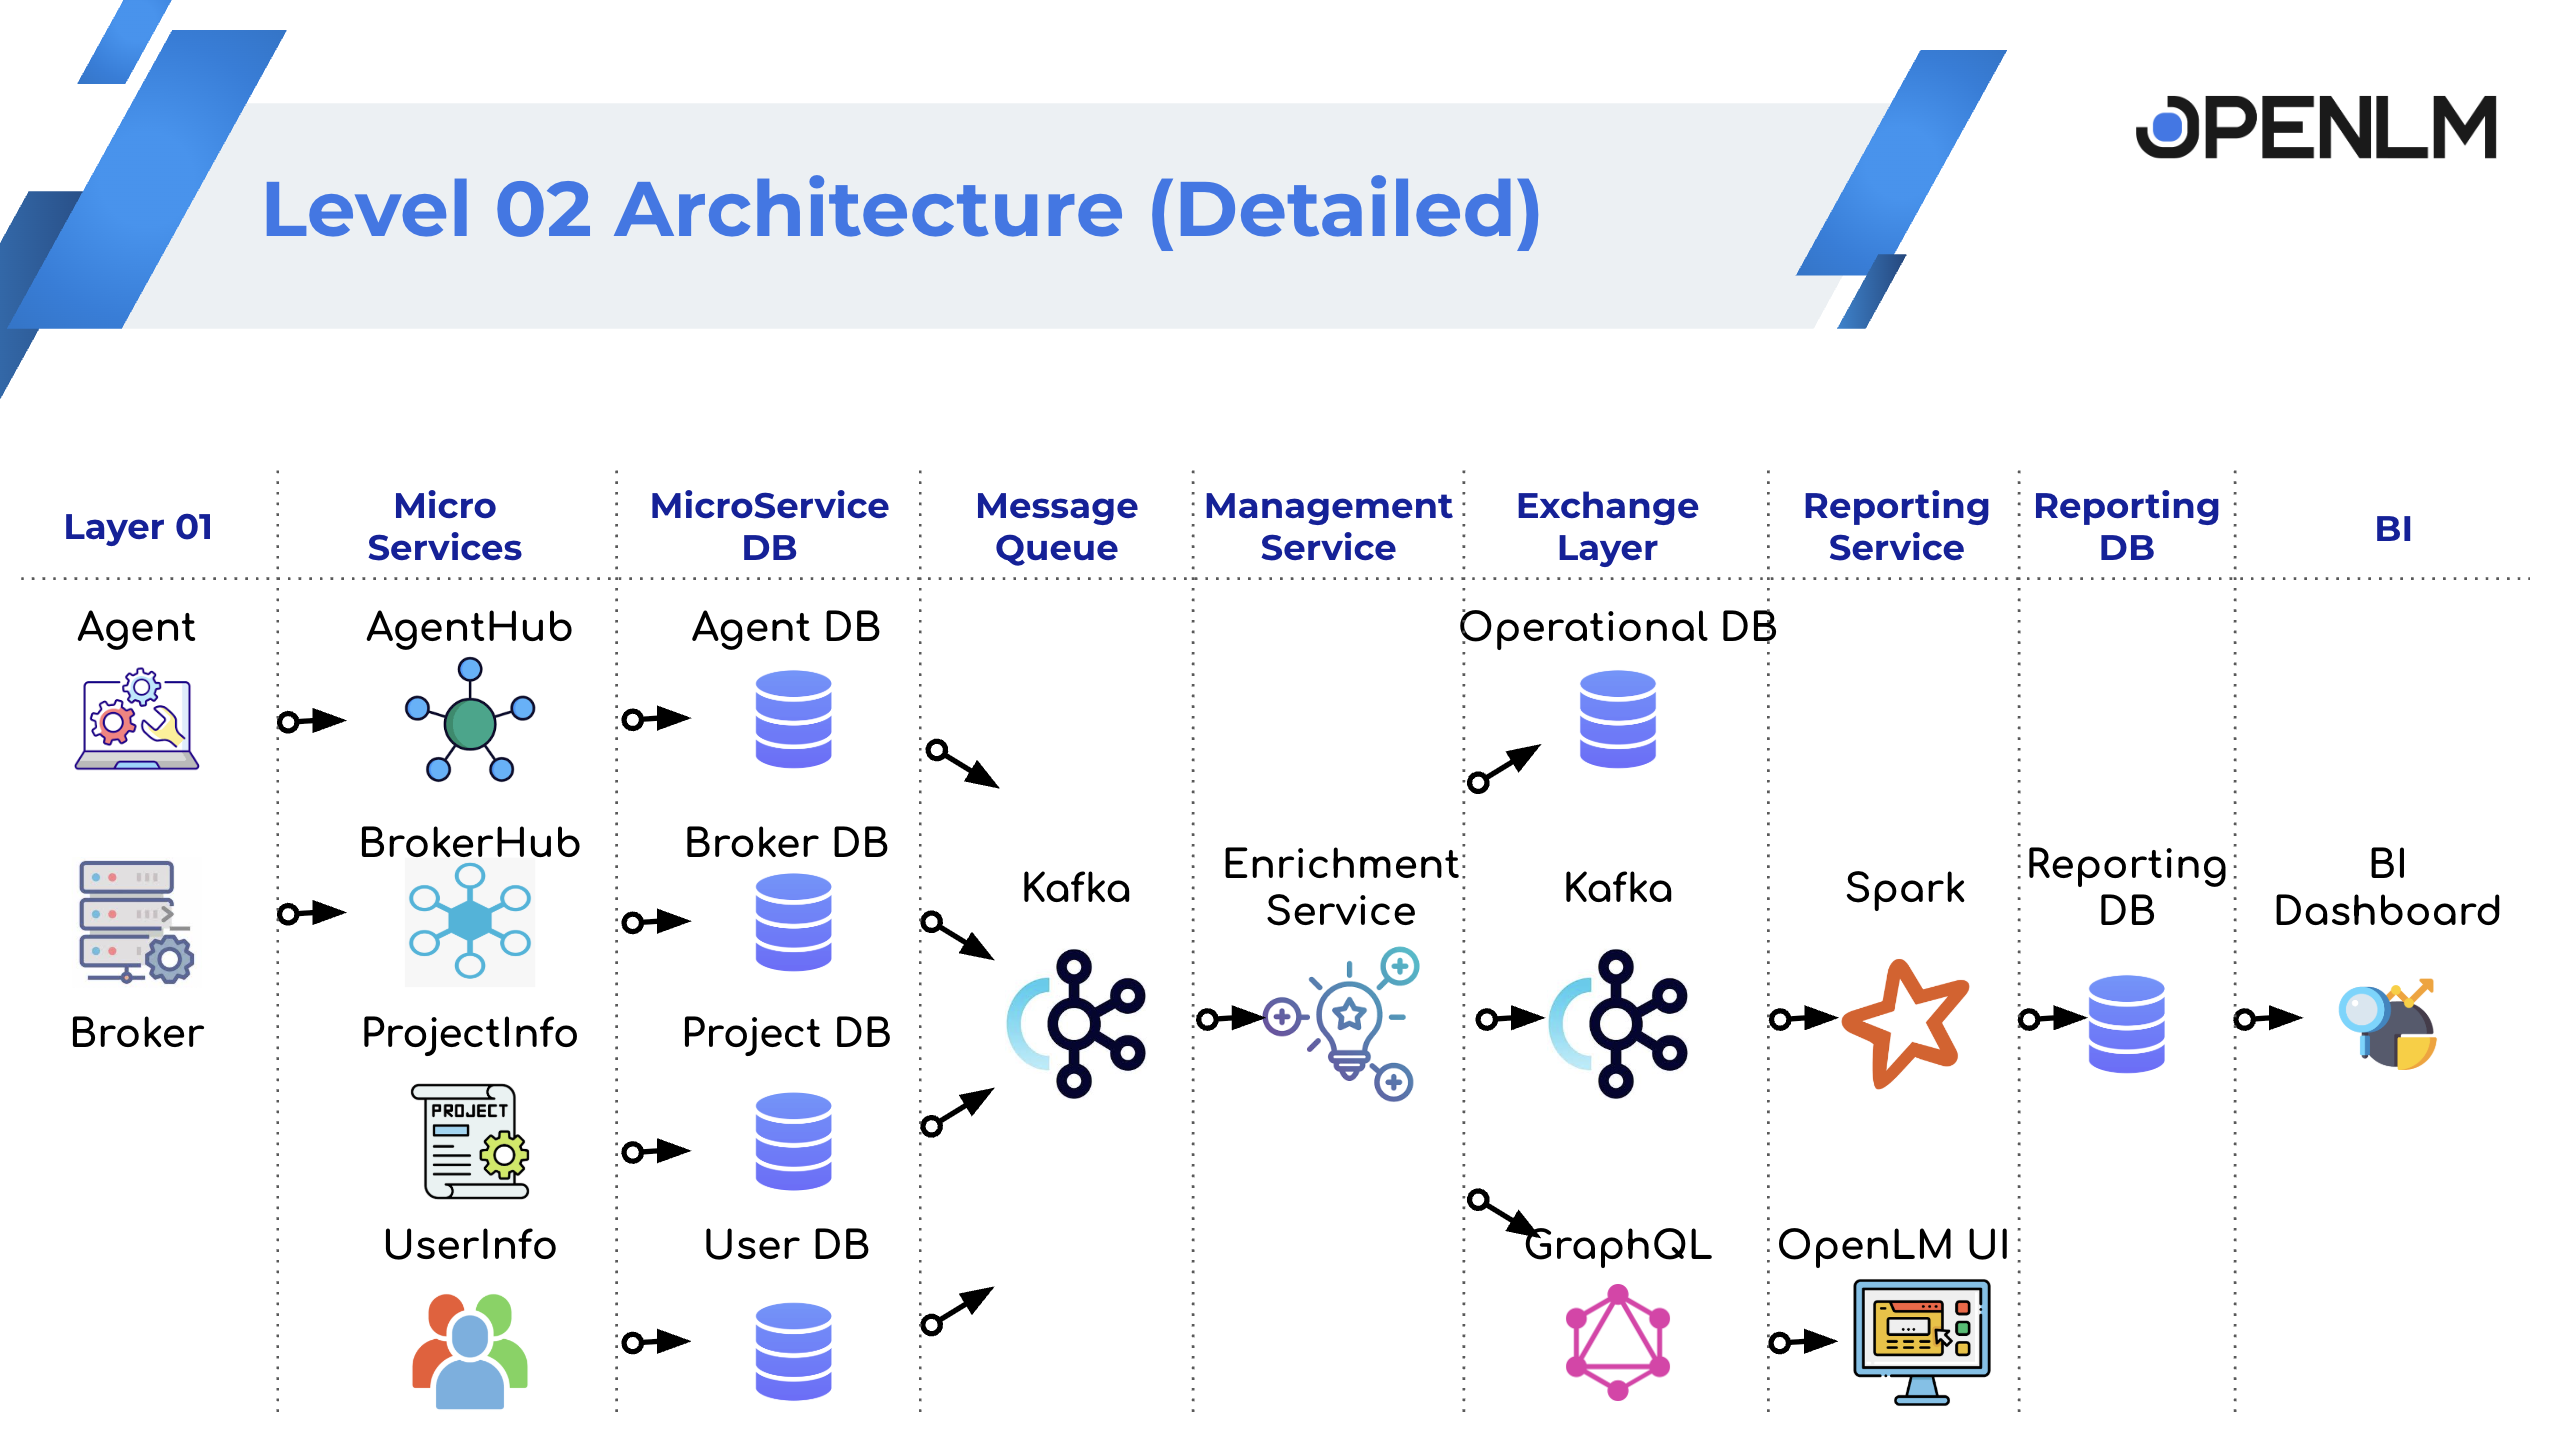 OPENLM
Level 02 Architecture (Detailed)
Layer 01
Micro
Services
MicroService
DB
Message
Queue
Management
Service
Exchange
Layer
Reporting
Service
Reporting
DB
BI
Agent
AgentHub
Agent DB
Operational DB
BrokerHub
Broker DB
Kafka
Enrichment
Service
Kafka
Spark
Reporting
DB
BI
Dashboard
Broker
ProjectInfo
Project DB
PROJECT
UserInfo
User DB
GraphQL
OpenLM UI